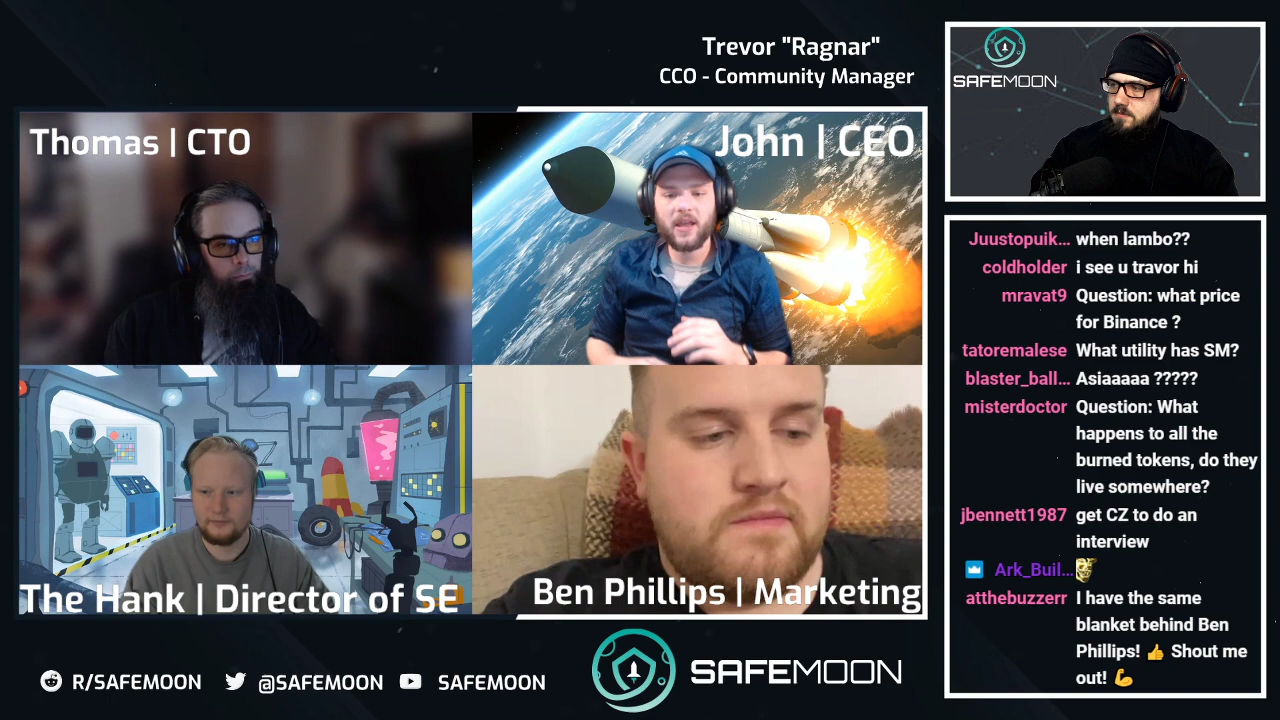 Trevor "Ragnar"
CCO - Community Manager
SAFEMOON
Thomas | CTO
John | CEO
The Hank | Director of SE
Ben Phillips | Marketing
Juustopuik... when lambo??
coldholder i see u travor hi
mravat9 Question: what price
for Binance ?
tatoremalese What utility has SM?
blaster_ball... Asiaaaaa ?????
misterdoctor Question: What
happens to all the
burned tokens, do they
live somewhere?
jbennett1987 get CZ to do an
interview
Ark_Buil...
atthebuzzerr I have the same
blanket behind Ben
Phillips! 👍 Shout me
out! 💪
R/SAFEMOON @SAFEMOON SAFEMOON
SAFEMOON